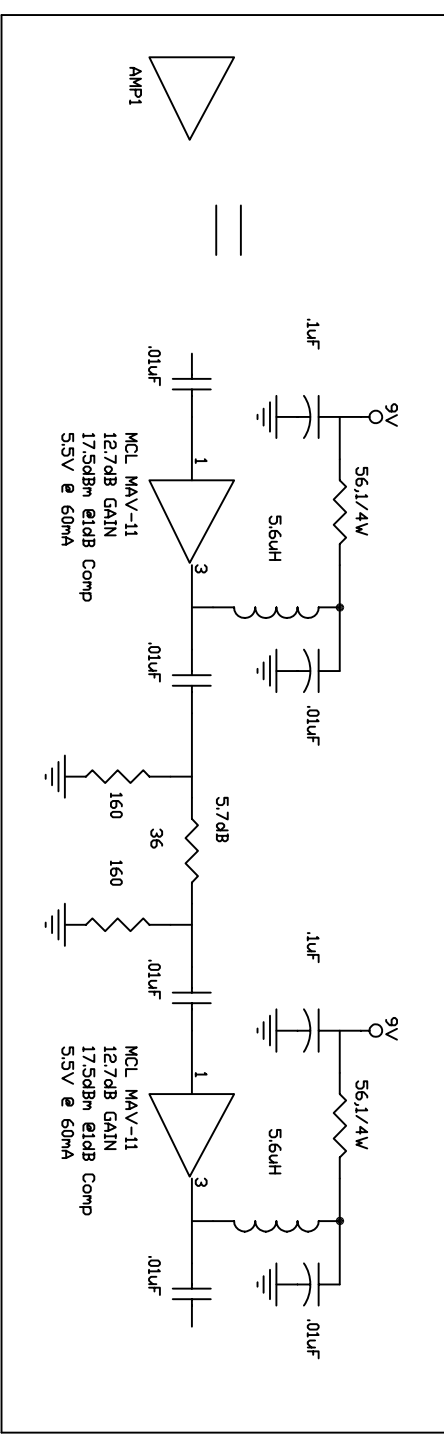 AMP1
9V
56,1/4W
.1uF
5.6uH
.01uF
.01uF
1
3
.01uF
MCL MAV-11
12.7dB GAIN
17.5dBm @1dB Comp
5.5V @ 60mA
5.7dB
36
160
160
9V
56,1/4W
.1uF
5.6uH
.01uF
.01uF
1
3
.01uF
MCL MAV-11
12.7dB GAIN
17.5dBm @1dB Comp
5.5V @ 60mA